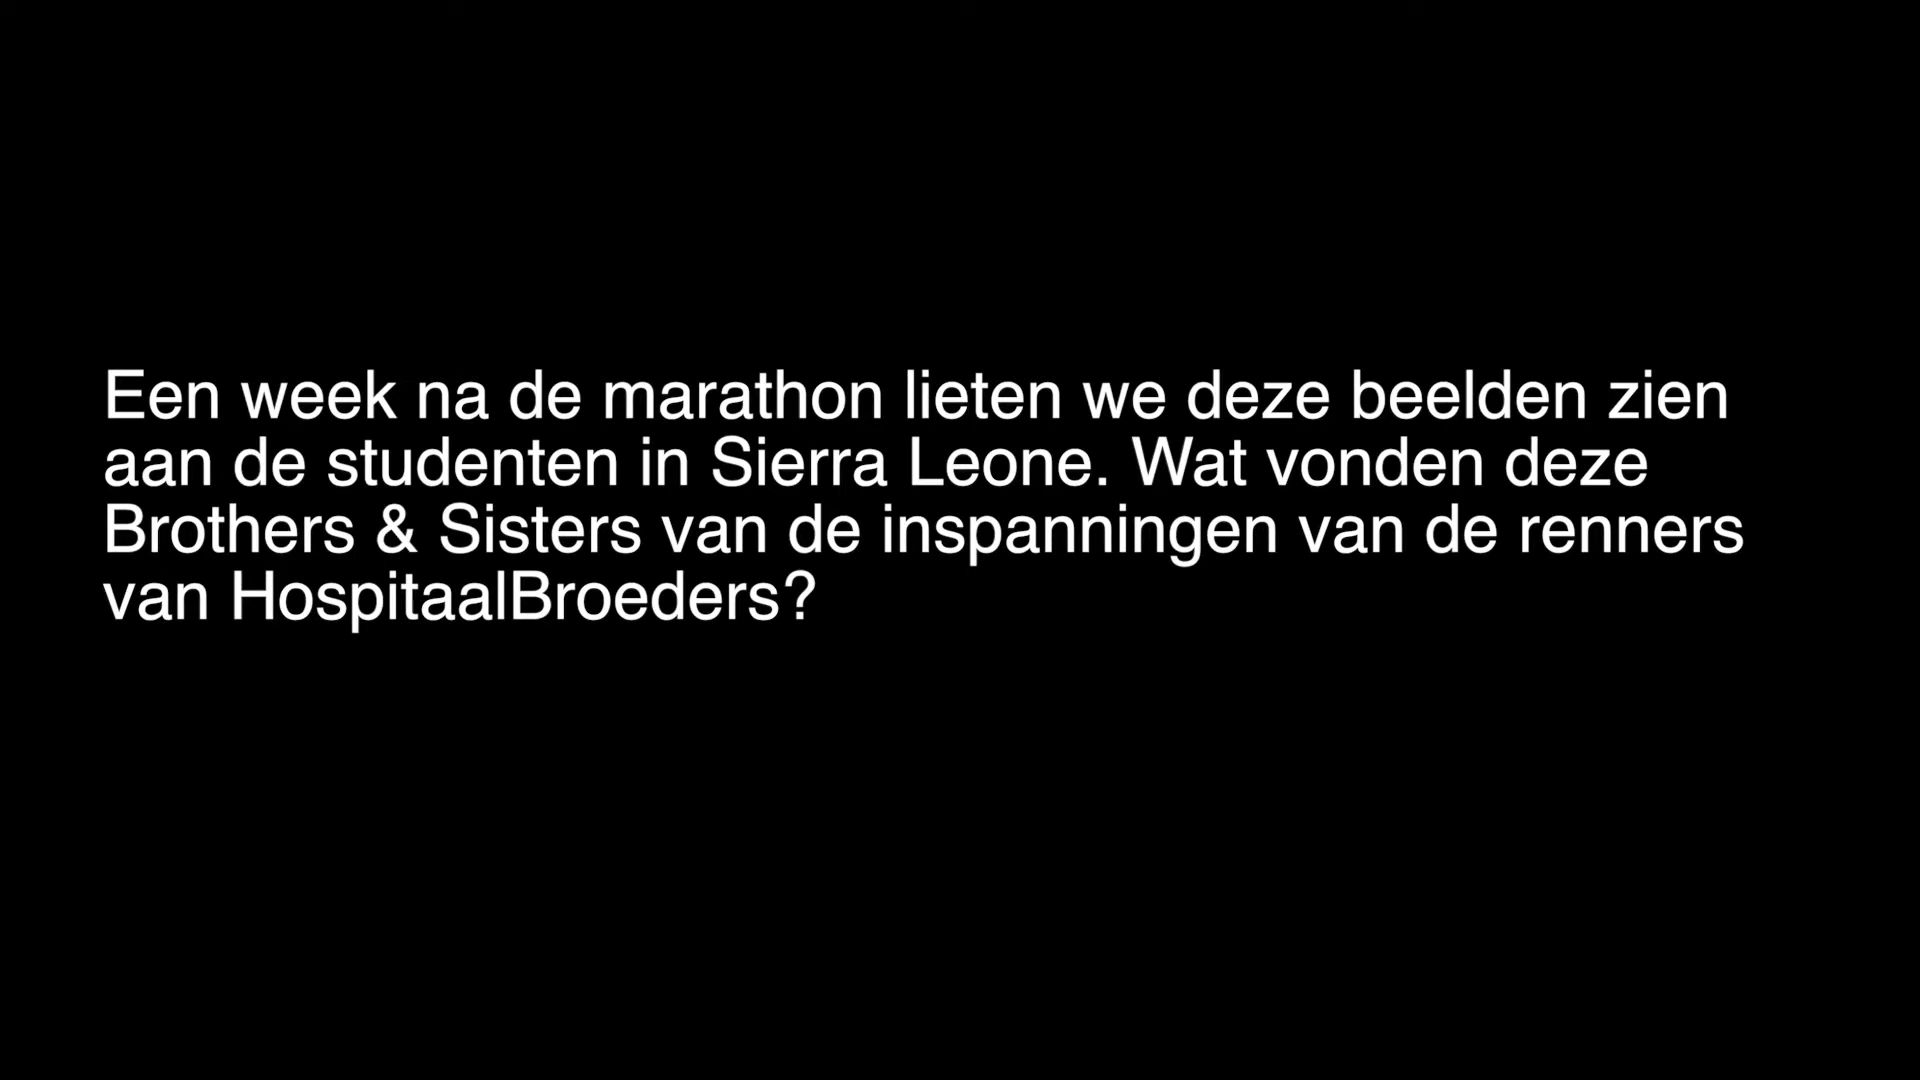 Een week na de marathon lieten we deze beelden zien
aan de studenten in Sierra Leone. Wat vonden deze
Brothers & Sisters van de inspanningen van de renners
van HospitaalBroeders?